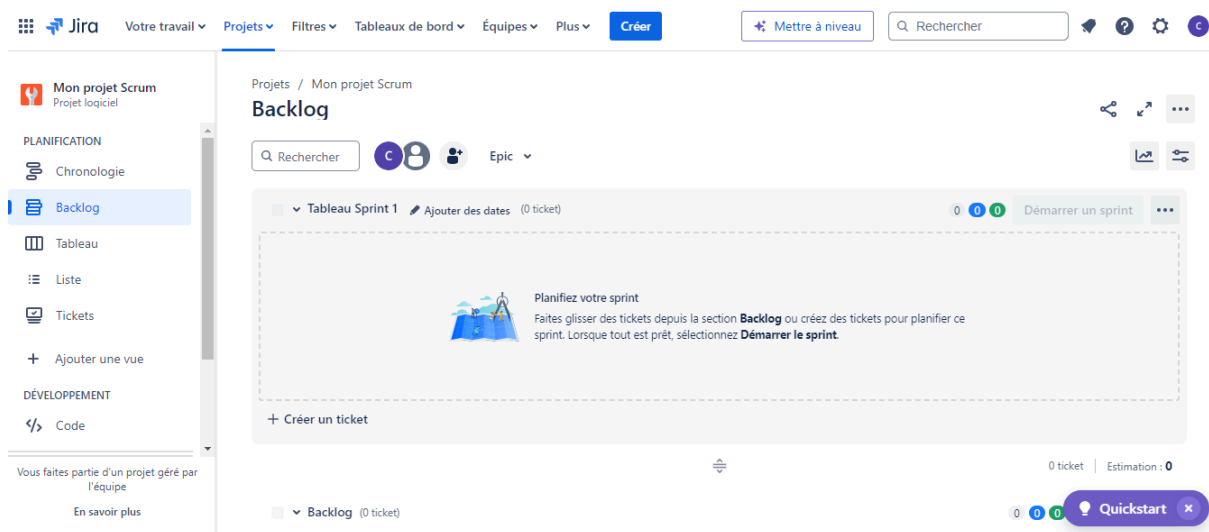 Jira Votre travail Projets Filtres Tableaux de bord Équipes Plus Créer Mettre à niveau Rechercher C
Mon projet Scrum
Projet logiciel
PLANIFICATION
Chronologie
Backlog
Tableau
Liste
Tickets
+ Ajouter une vue
DÉVELOPPEMENT
</> Code
Vous faites partie d'un projet géré par
l'équipe
En savoir plus
Projets / Mon projet Scrum
Backlog
Rechercher C Epic
Tableau Sprint 1 Ajouter des dates (0 ticket) 0 0 0 Démarrer un sprint
Planifiez votre sprint
Faites glisser des tickets depuis la section Backlog ou créez des tickets pour planifier ce
sprint. Lorsque tout est prêt, sélectionnez Démarrer le sprint.
+ Créer un ticket
0 ticket Estimation : 0
Backlog (0 ticket) 0 0 0
Quickstart